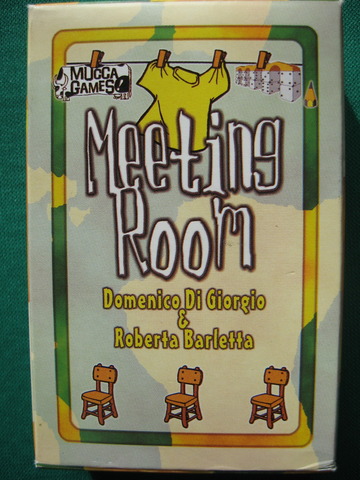 MUCCA
GAMES
Meeting
Room
Domenico Di Giorgio
&
Roberta Barletta